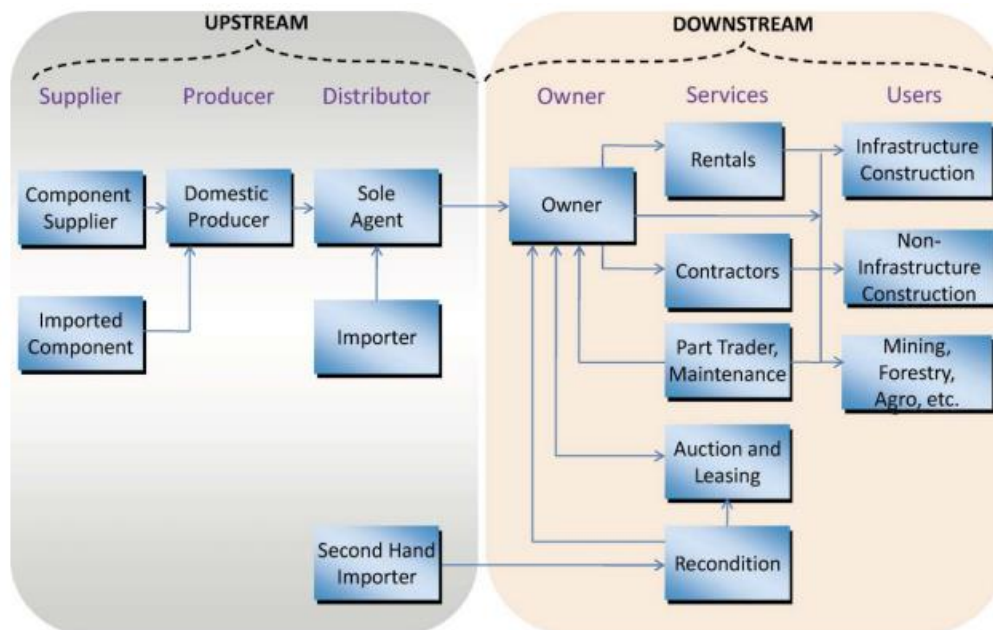 UPSTREAM
DOWNSTREAM
Supplier
Producer
Distributor
Owner
Services
Users
Component
Supplier
Domestic
Producer
Sole
Agent
Owner
Rentals
Infrastructure
Construction
Imported
Component
Importer
Contractors
Non-
Infrastructure
Construction
Part Trader,
Maintenance
Mining,
Forestry,
Agro, etc.
Auction and
Leasing
Second Hand
Importer
Recondition